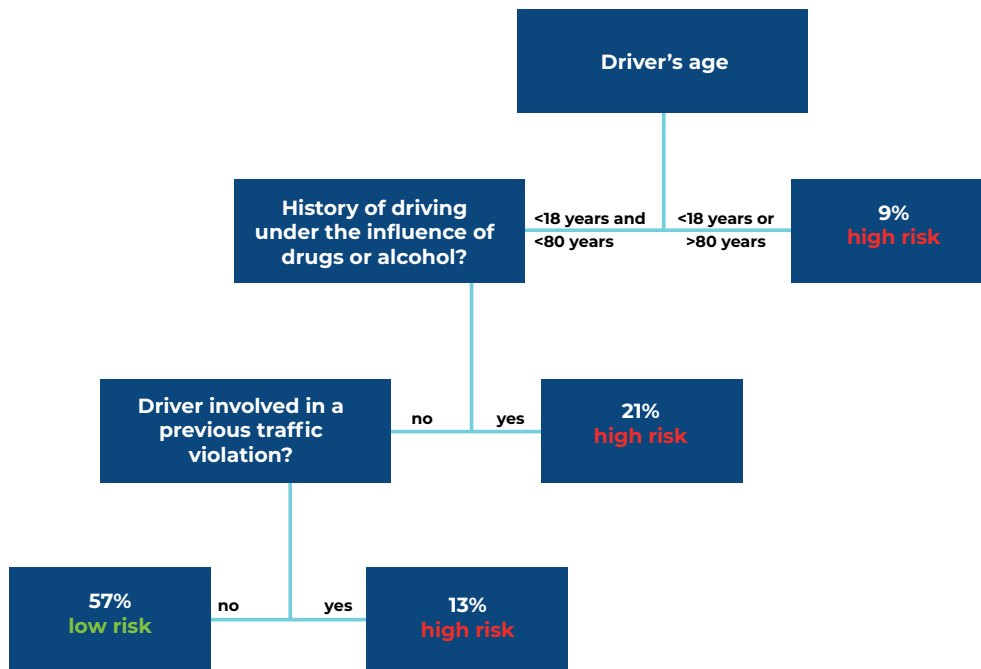 Driver’s age
History of driving
under the influence of
drugs or alcohol?
<18 years and
<80 years
<18 years or
>80 years
9%
high risk
Driver involved in a
previous traffic
violation?
no
yes
21%
high risk
57%
low risk
no
yes
13%
high risk